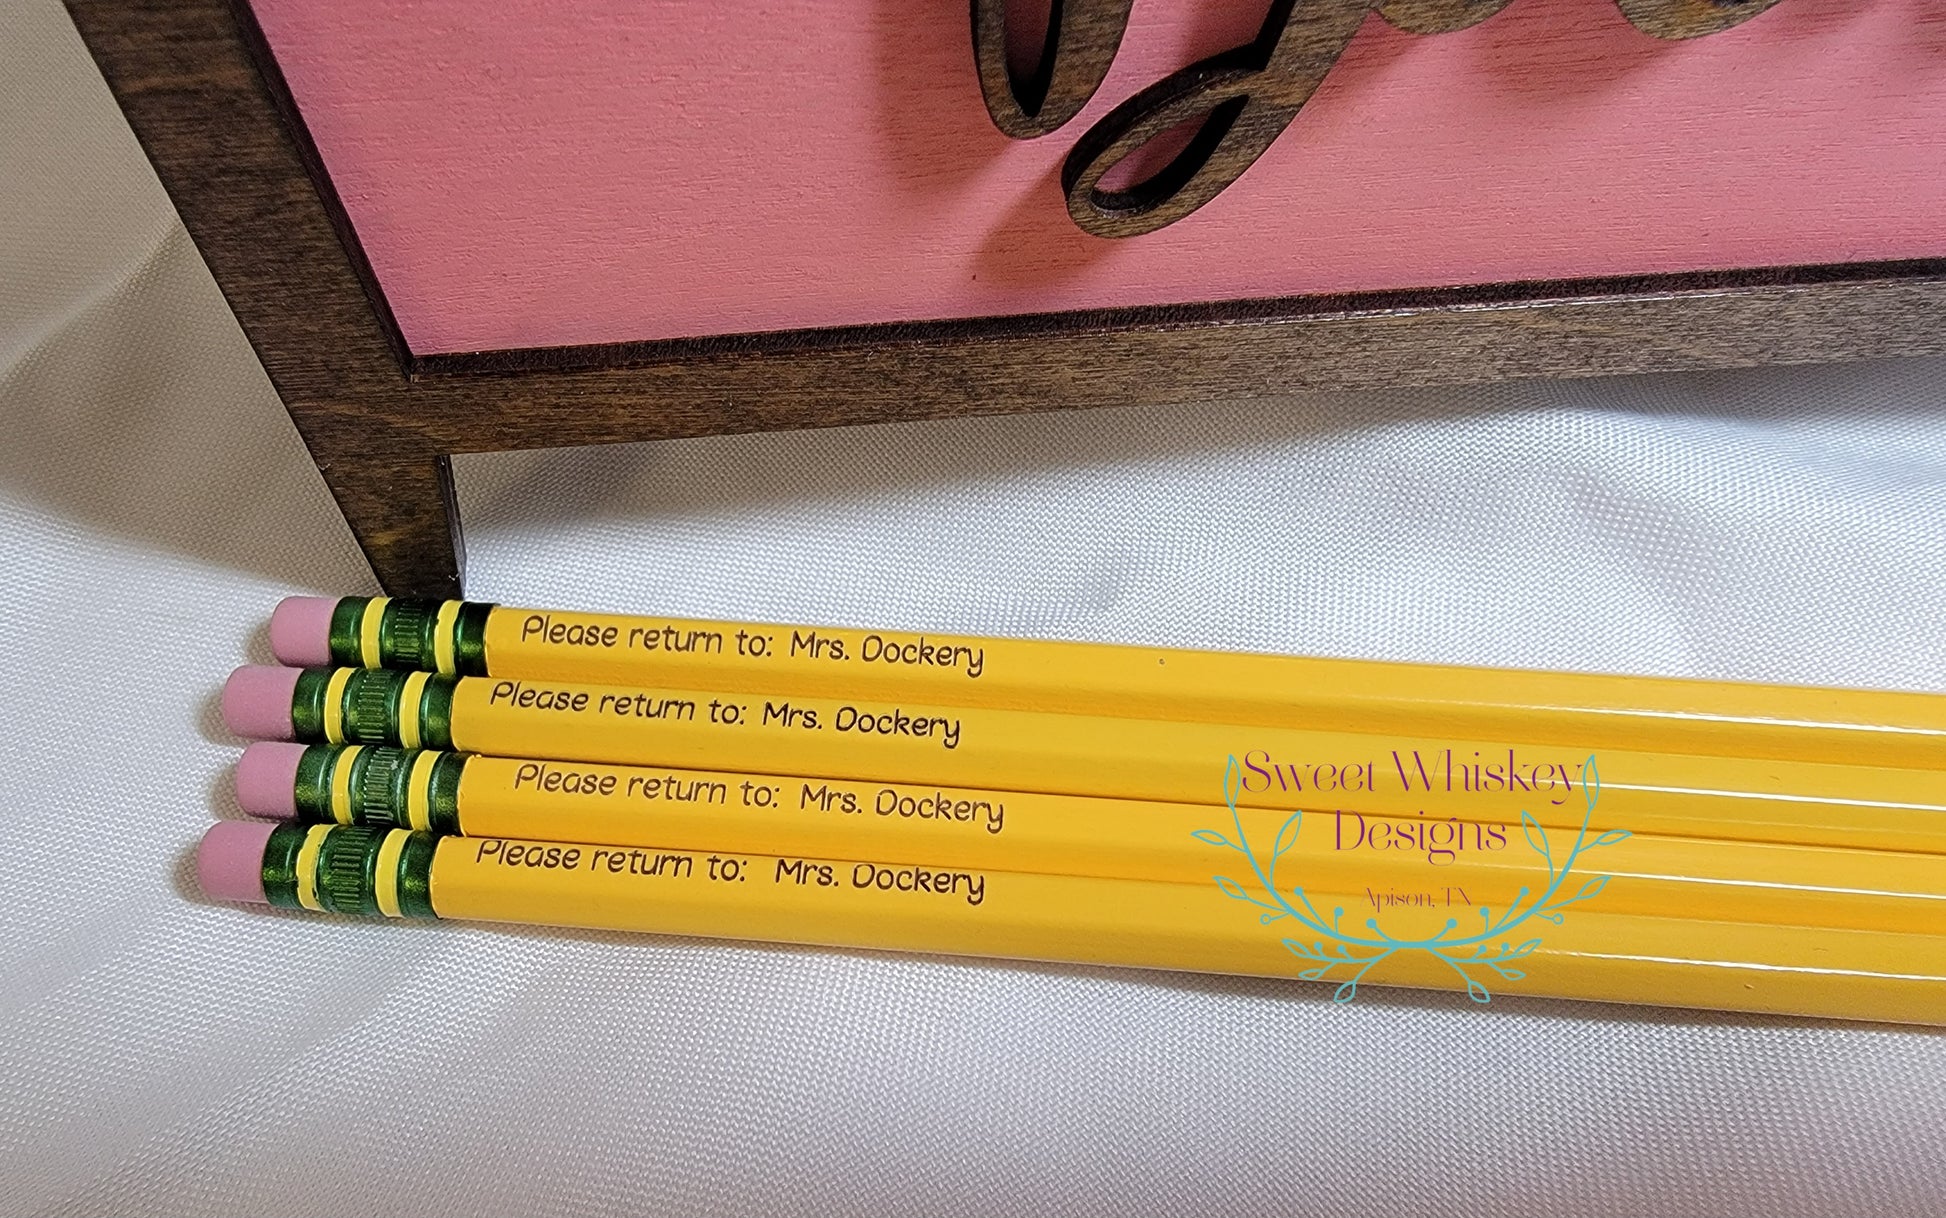 Please return to: Mrs. Dockery
Please return to: Mrs. Dockery
Please return to: Mrs. Dockery
Please return to: Mrs. Dockery
Sweet Whiskey
Designs
Apison, TN